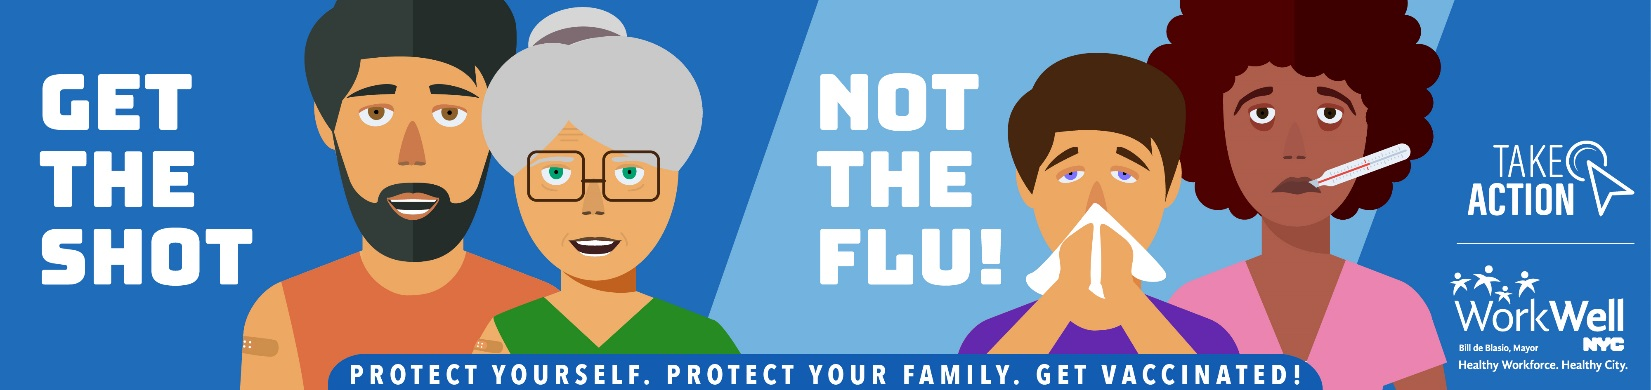 GET
THE
SHOT
NOT
THE
FLU!
TAKE
ACTION
WorkWell
NYC
Bill de Blasio, Mayor
Healthy Workforce. Healthy City.
PROTECT YOURSELF. PROTECT YOUR FAMILY. GET VACCINATED!